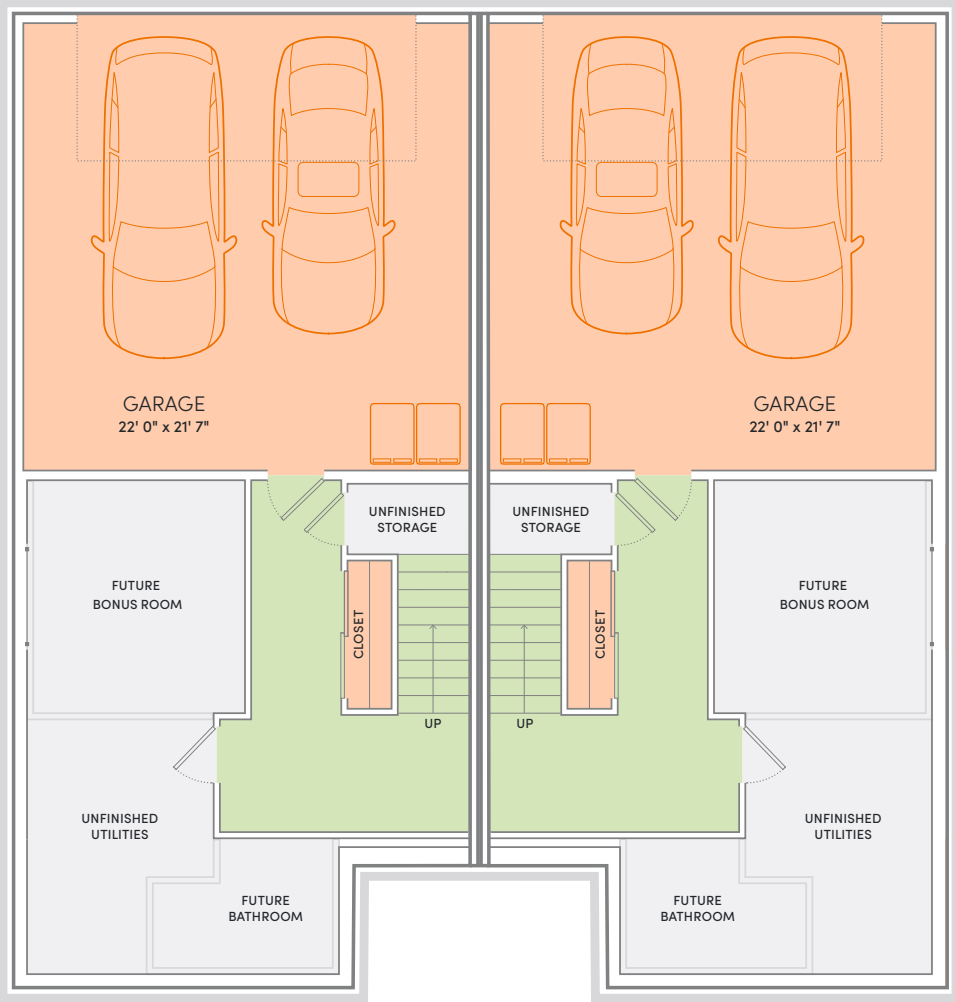 GARAGE
22' 0" x 21' 7"
GARAGE
22' 0" x 21' 7"
UNFINISHED
STORAGE
UNFINISHED
STORAGE
FUTURE
BONUS ROOM
CLOSET
CLOSET
FUTURE
BONUS ROOM
UP
UP
UNFINISHED
UTILITIES
UNFINISHED
UTILITIES
FUTURE
BATHROOM
FUTURE
BATHROOM